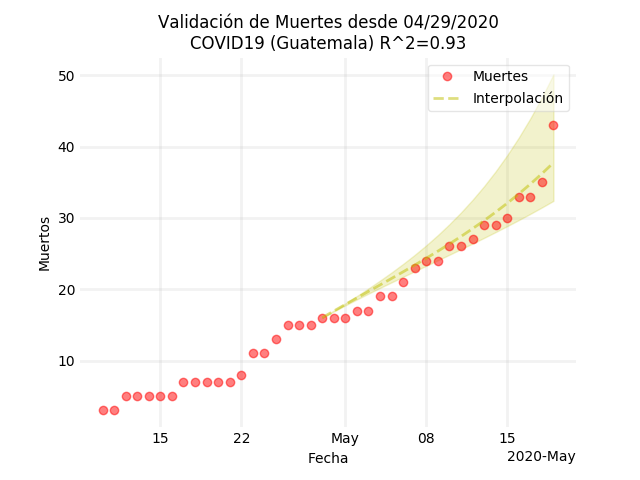 Validación de Muertes desde 04/29/2020
COVID19 (Guatemala) R^2=0.93
Muertes
Interpolación
50
40
30
20
10
Muertos
15
22
May
08
15
Fecha
2020-May